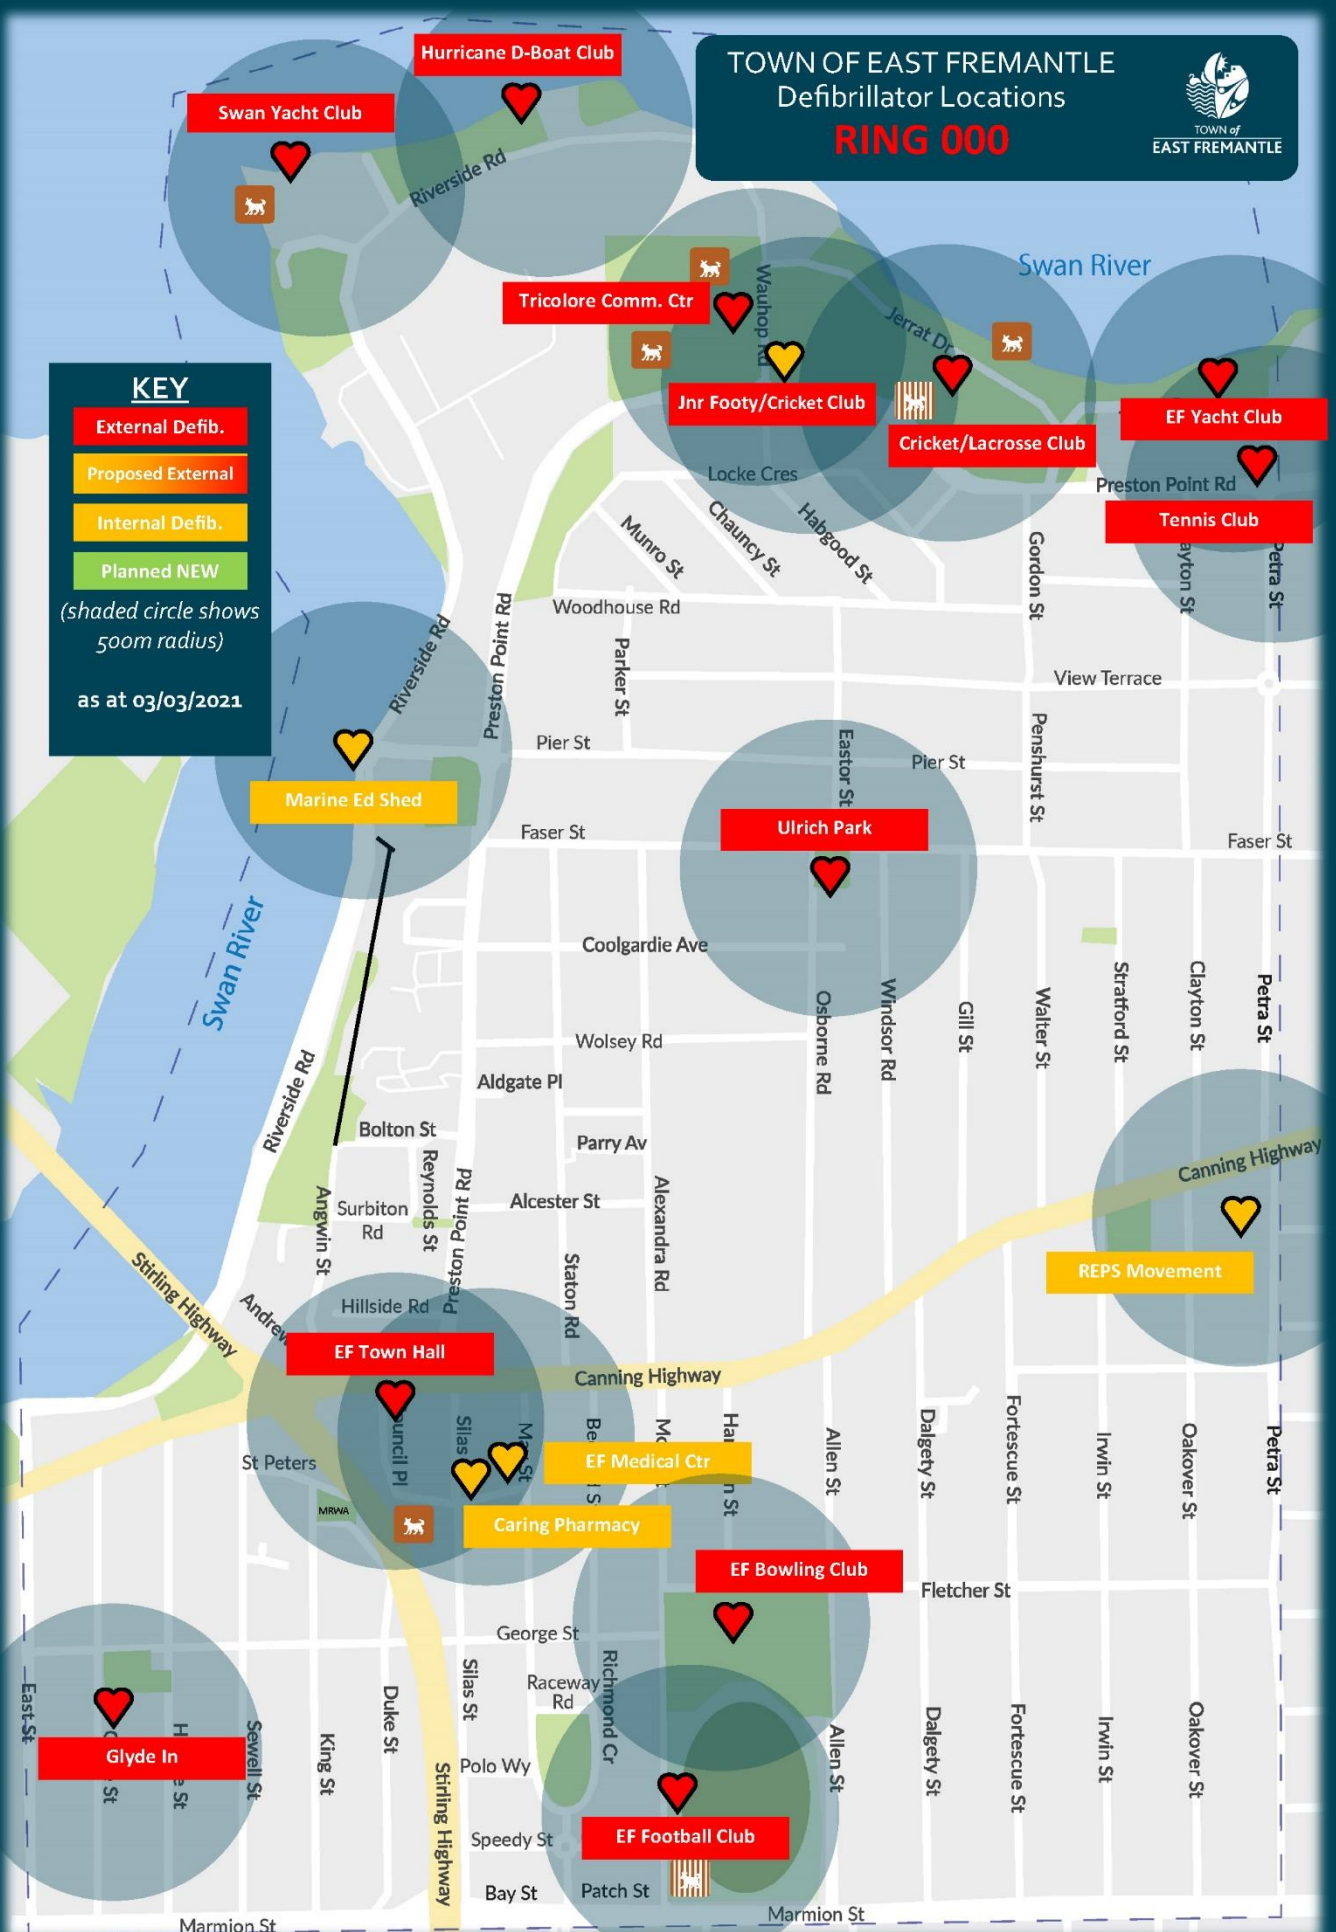 Hurricane D-Boat Club
Swan Yacht Club
TOWN OF EAST FREMANTLE
Defibrillator Locations
RING 000
TOWN of
EAST FREMANTLE
Riverside Rd
Swan River
Tricolore Comm. Ctr
Wauhop Rd
Jerrat Dr
Jnr Footy/Cricket Club
EF Yacht Club
Cricket/Lacrosse Club
KEY
External Defib.
Proposed External
Internal Defib.
Planned NEW
(shaded circle shows
500m radius)
as at 03/03/2021
Locke Cres
Preston Point Rd
Tennis Club
Munro St
Chauncy St
Habgood St
Gordon St
ayton St
Petra St
Woodhouse Rd
Riverside Rd
Preston Point Rd
Parker St
View Terrace
Pier St
Eastor St
Pier St
Penshurst St
Marine Ed Shed
Ulrich Park
Faser St
Faser St
Swan River
Coolgardie Ave
Osborne Rd
Windsor Rd
Gill St
Walter St
Stratford St
Clayton St
Petra St
Wolsey Rd
Aldgate Pl
Riverside Rd
Bolton St
Parry Av
Canning Highway
Angwin St
Surbiton
Rd
Reynolds St
Preston Point Rd
Alcester St
Alexandra Rd
Staton Rd
REPS Movement
Stirling Highway
Andrew
Hillside Rd
EF Town Hall
Canning Highway
St Peters
uncil Pl
Silas
EF Medical Ctr
MRWA
Caring Pharmacy
Allen St
Dalgety St
Fortescue St
Irwin St
Oakover St
Petra St
EF Bowling Club
Fletcher St
George St
Raceway
Rd
Richmond Cr
East St
Glyde In
Sewell St
King St
Duke St
Silas St
Stirling Highway
Polo Wy
Allen St
Dalgety St
Fortescue St
Irwin St
Oakover St
EF Football Club
Speedy St
Bay St
Patch St
Marmion St
Marmion St